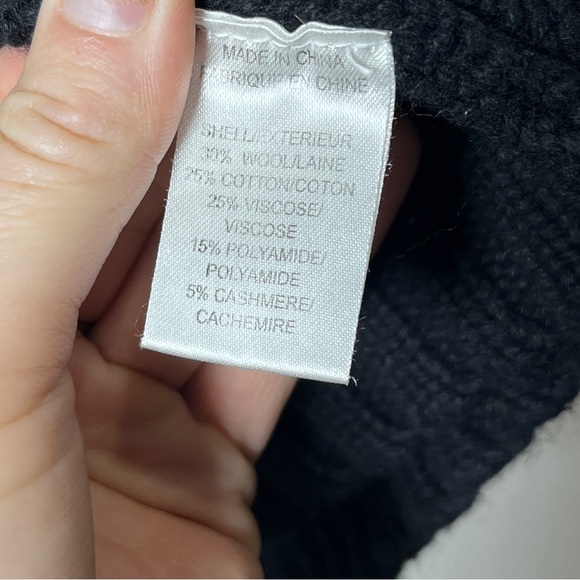 MADE IN CHINA
FABRIQUE EN CHINE
SHELL/EXTERIEUR
30% WOOL/LAINE
25% COTTON/COTON
25% VISCOSE/
VISCOSE
15% POLYAMIDE/
POLYAMIDE
5% CASHMERE/
CACHEMIRE